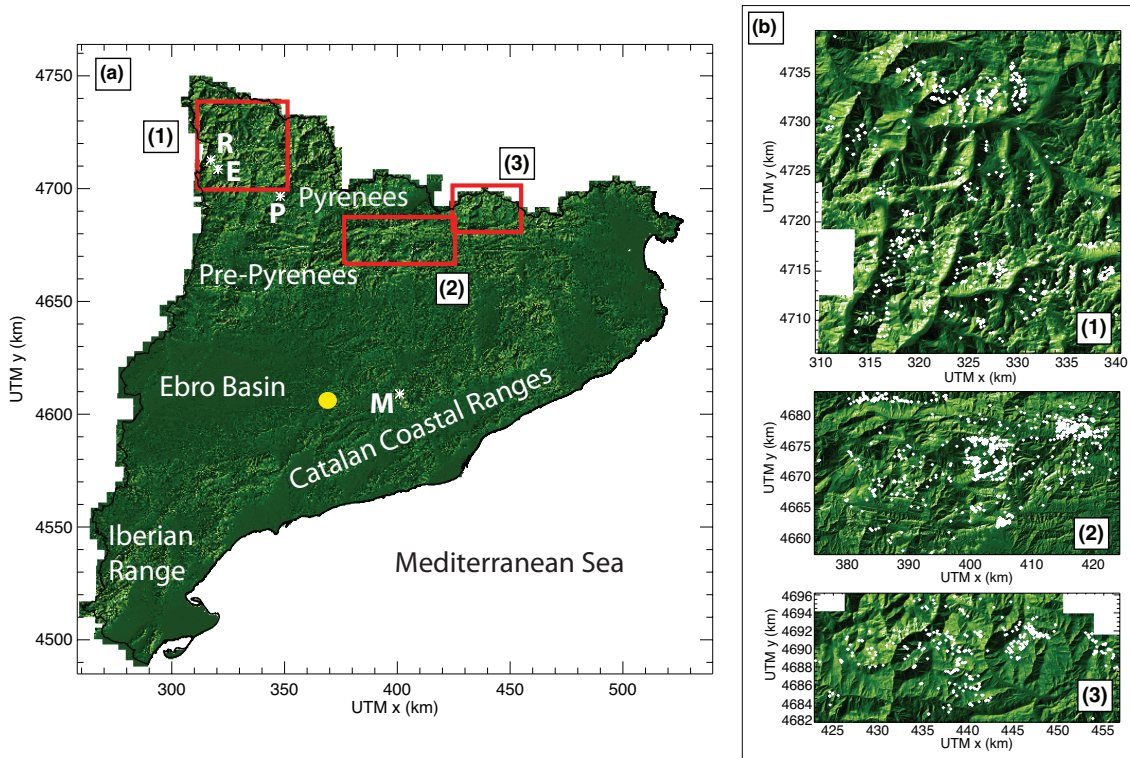 (a)
(1)
R
E
P
(3)
Pyrenees
Pre-Pyrenees
(2)
Ebro Basin
M
Catalan Coastal Ranges
Iberian
Range
Mediterranean Sea
4750
4700
4650
4600
4550
4500
UTM y (km)
300 350 400 450 500
UTM x (km)
(b)
4735
4730
4725
4720
4715
4710
UTM y (km)
(1)
310 315 320 325 330 335 340
UTM x (km)
4680
4675
4670
4665
4660
UTM y (km)
(2)
380 390 400 410 420
UTM x (km)
4696
4694
4692
4690
4688
4686
4684
4682
UTM y (km)
(3)
425 430 435 440 445 450 455
UTM x (km)